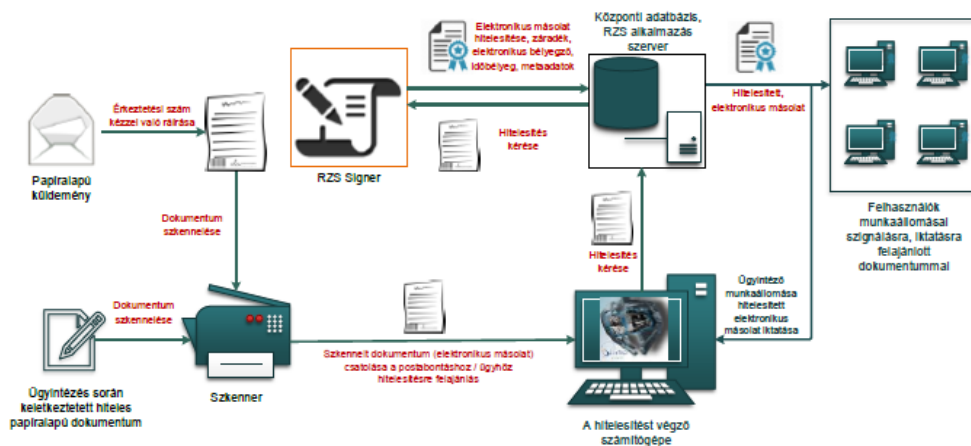 Elektronikus másolat
hitelesítése, záradék,
elektronikus bélyegző,
időbélyeg, metaadatok
Központi adatbázis,
RZS alkalmazás
szerver
Érkeztetési szám
kézzel való ráírása
Hitelesített,
elektronikus másolat
Hitelesítés
kérése
RZS Signer
Papíralapú
küldemény
Felhasználók
munkaállomásai
szignálásra, iktatásra
felajánlott
dokumentummal
Dokumentum
szkennelése
Hitelesítés
kérése
Ügyintéző
munkaállomása
hitelesített
elektronikus
másolat iktatása
Dokumentum
szkennelése
Szkennelt dokumentum (elektronikus másolat)
csatolása a postabontáshoz / ügyhöz
hitelesítésre felajánlás
Szkenner
Ügyintézés során
keletkeztetett hiteles
papíralapú dokumentum
A hitelesítést végző
számítógépe